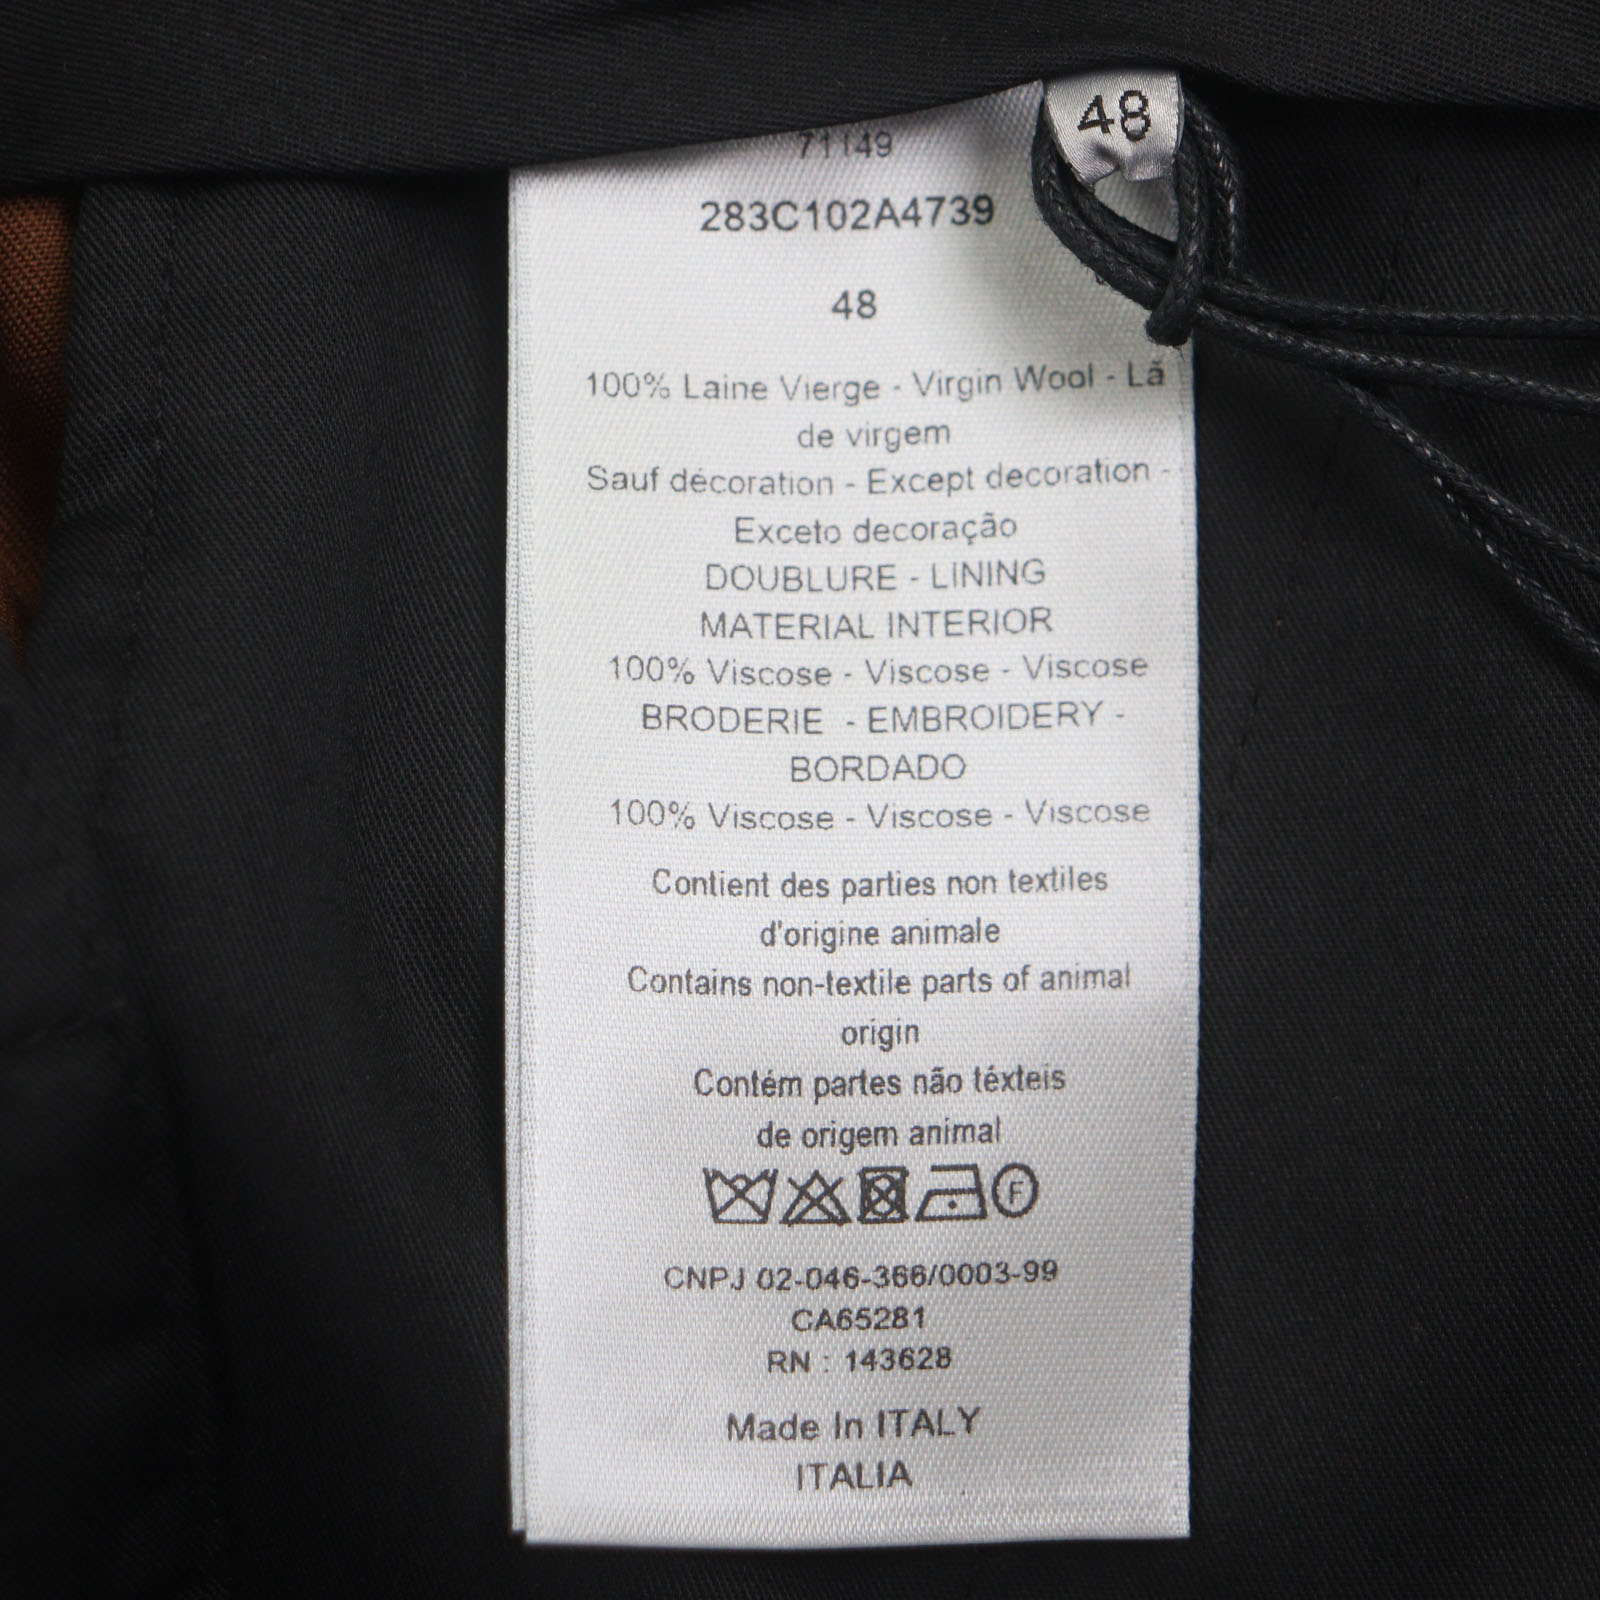 48
71149
283C102A4739
48
100% Laine Vierge - Virgin Wool - Lã
de virgem
Sauf décoration - Except decoration -
Exceto decoração
DOUBLURE - LINING
MATERIAL INTERIOR
100% Viscose - Viscose - Viscose
BRODERIE - EMBROIDERY -
BORDADO
100% Viscose - Viscose - Viscose
Contient des parties non textiles
d'origine animale
Contains non-textile parts of animal
origin
Contém partes não téxteis
de origem animal
F
CNPJ 02-046-366/0003-99
CA65281
RN : 143628
Made In ITALY
ITALIA